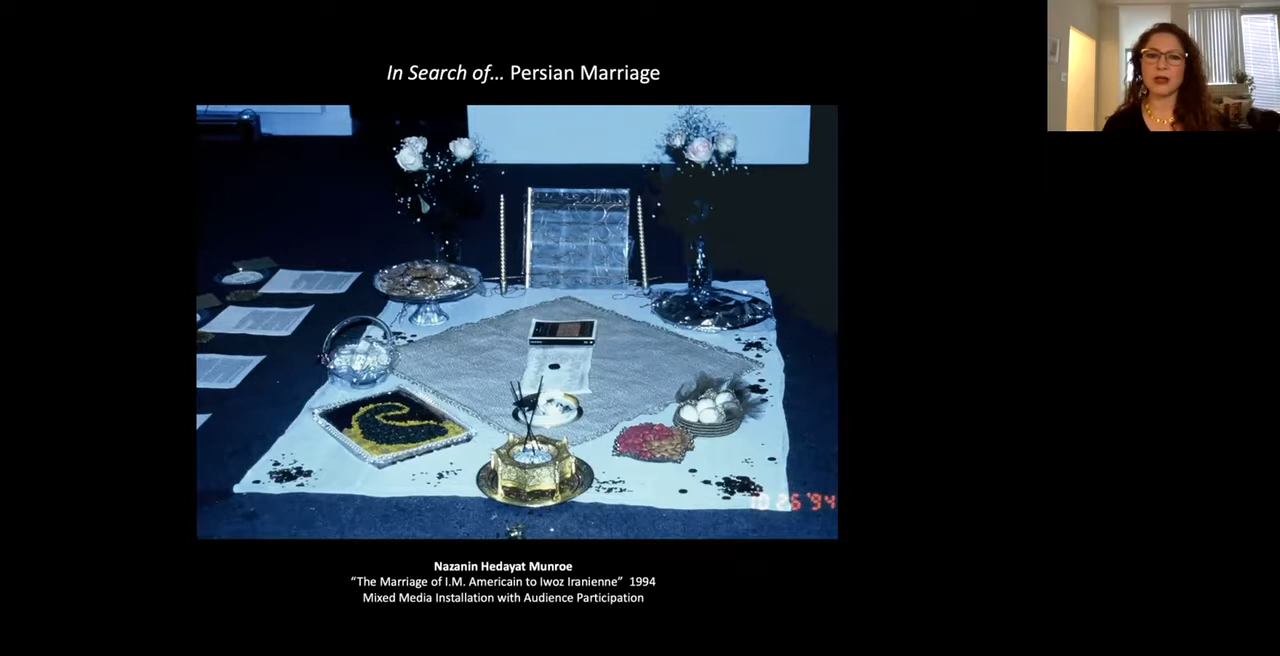 In Search of... Persian Marriage
10 26 '94
Nazanin Hedayat Munroe
“The Marriage of I.M. Americain to Iwoz Iranienne” 1994
Mixed Media Installation with Audience Participation